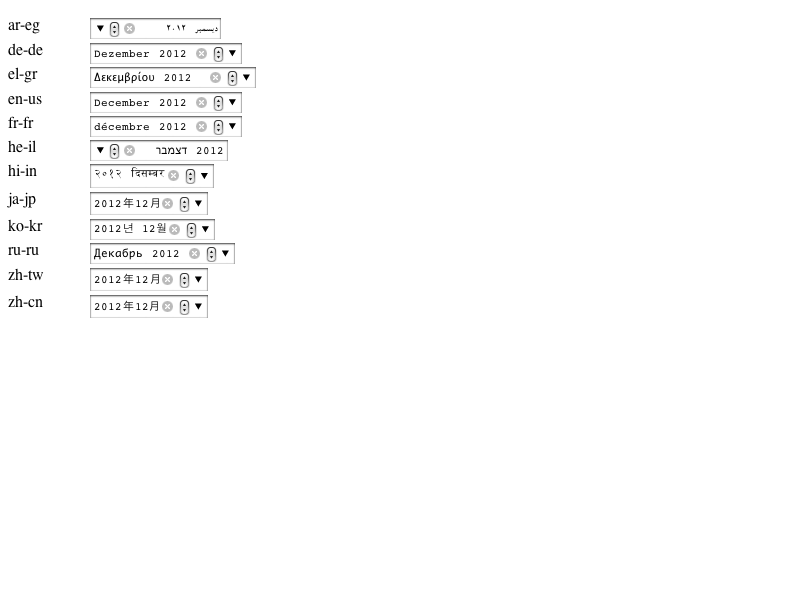 ar-eg ديسمبر ٢٠١٢
de-de Dezember 2012
el-gr Δεκεμβρίου 2012
en-us December 2012
fr-fr décembre 2012
he-il דצמבר 2012
hi-in २०१२ दिसम्बर
ja-jp 2012年12月
ko-kr 2012년 12월
ru-ru Декабрь 2012
zh-tw 2012年12月
zh-cn 2012年12月